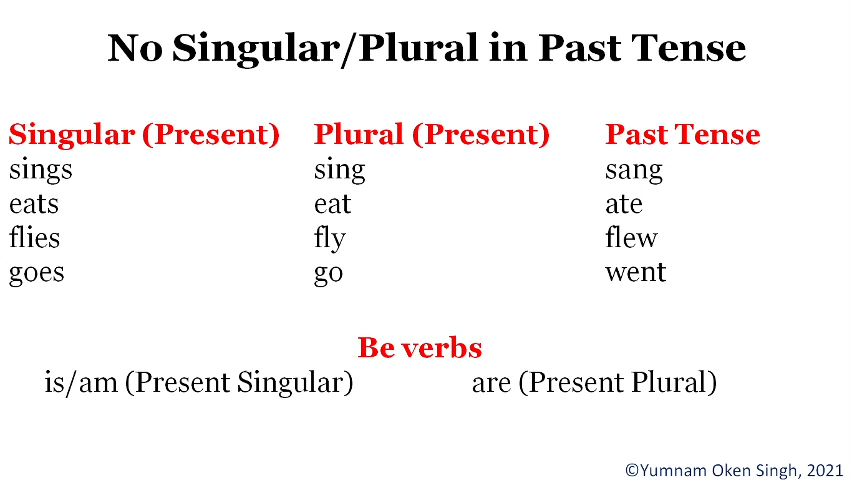 No Singular/Plural in Past Tense
Singular (Present) Plural (Present) Past Tense
sings sing sang
eats eat ate
flies fly flew
goes go went
Be verbs
is/am (Present Singular) are (Present Plural)
©Yumnam Oken Singh, 2021